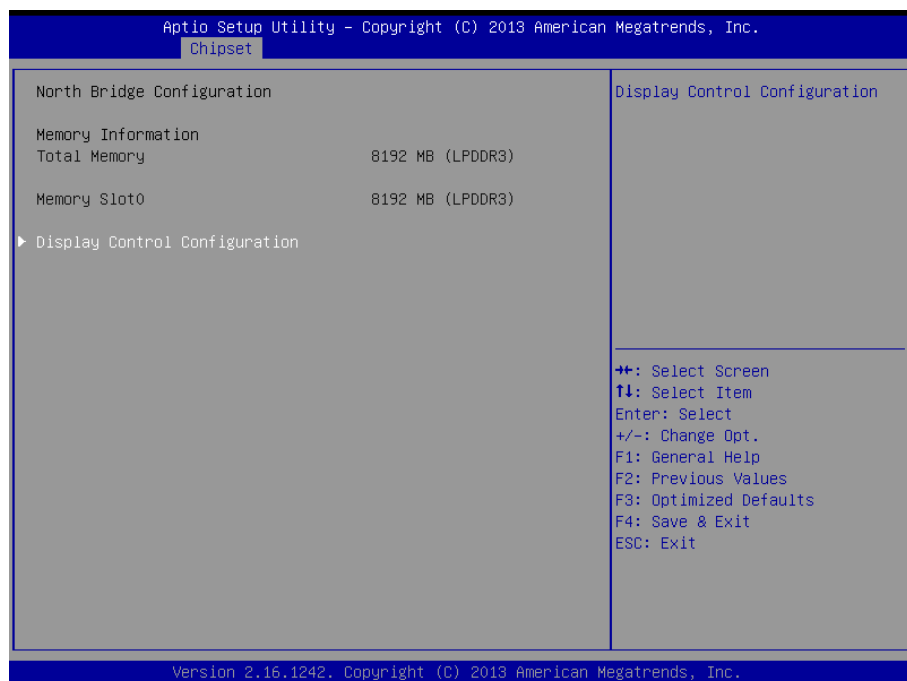 Aptio Setup Utility – Copyright (C) 2013 American Megatrends, Inc.
Chipset
North Bridge Configuration
Memory Information
Total Memory 8192 MB (LPDDR3)
Memory Slot0 8192 MB (LPDDR3)
Display Control Configuration
Display Control Configuration
→←: Select Screen
↑↓: Select Item
Enter: Select
+/-: Change Opt.
F1: General Help
F2: Previous Values
F3: Optimized Defaults
F4: Save & Exit
ESC: Exit
Version 2.16.1242. Copyright (C) 2013 American Megatrends, Inc.